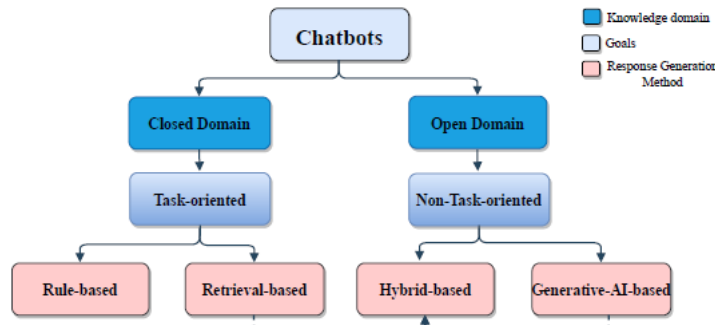 Chatbots
Knowledge domain
Goals
Response Generation
Method
Closed Domain
Open Domain
Task-oriented
Non-Task-oriented
Rule-based
Retrieval-based
Hybrid-based
Generative-AI-based